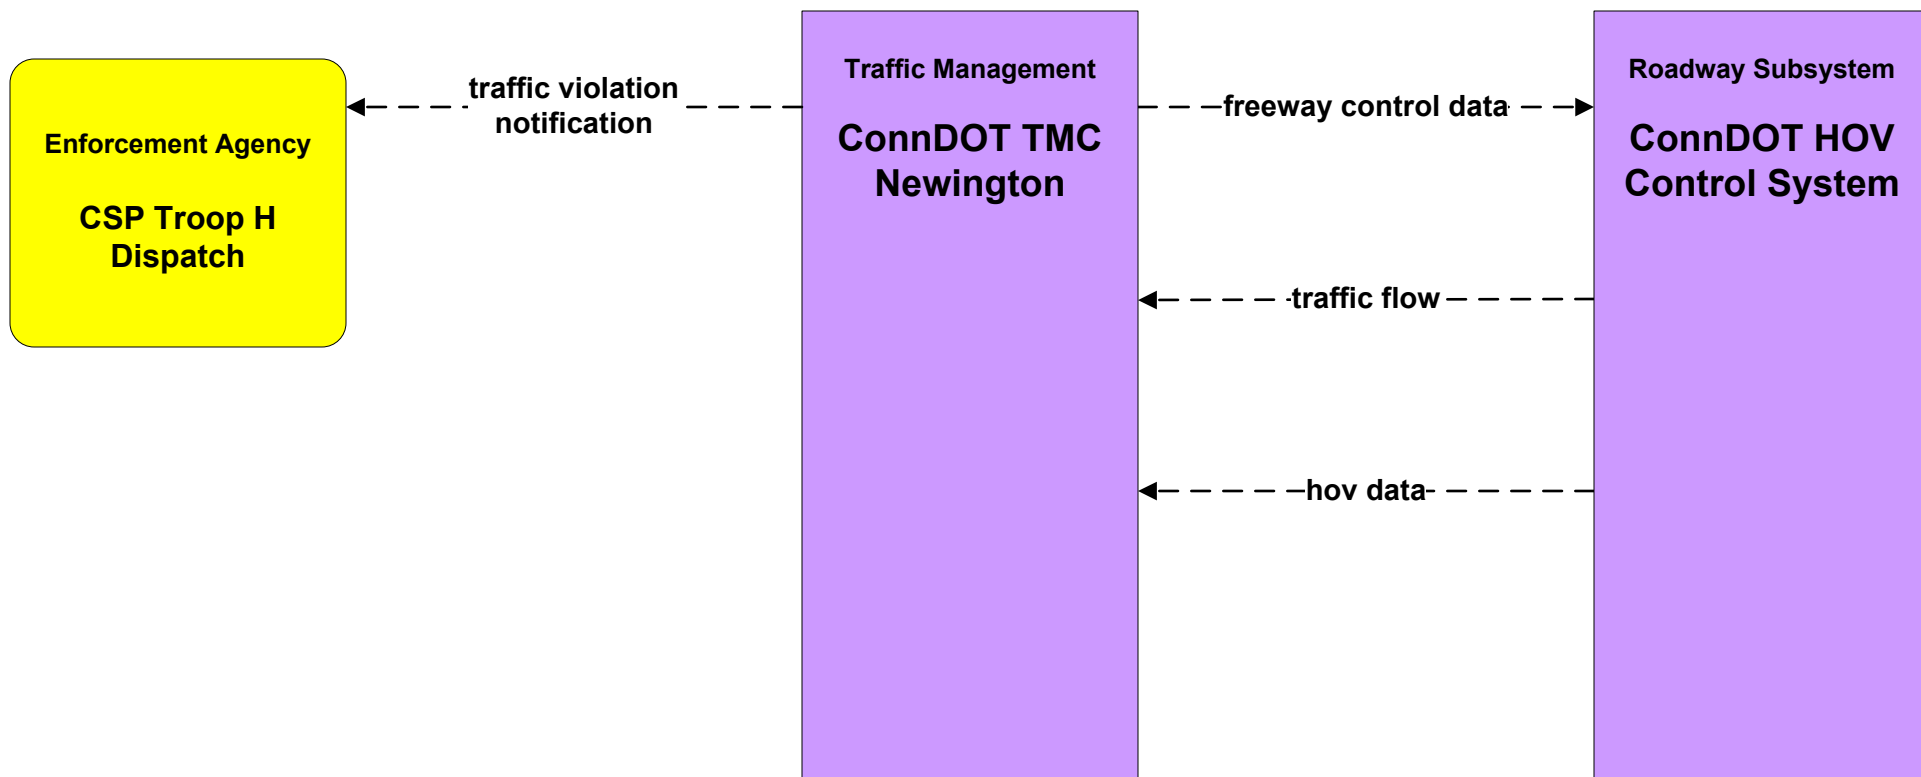 Enforcement Agency
CSP Troop H
Dispatch
traffic violation
notification
Traffic Management
ConnDOT TMC
Newington
freeway control data
traffic flow
hov data
Roadway Subsystem
ConnDOT HOV
Control System